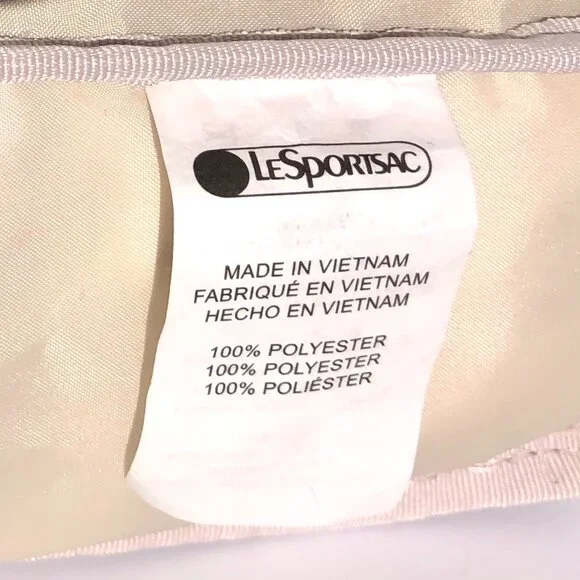 LESPORTSAC
MADE IN VIETNAM
FABRIQUÉ EN VIETNAM
HECHO EN VIETNAM
100% POLYESTER
100% POLYESTER
100% POLIÉSTER